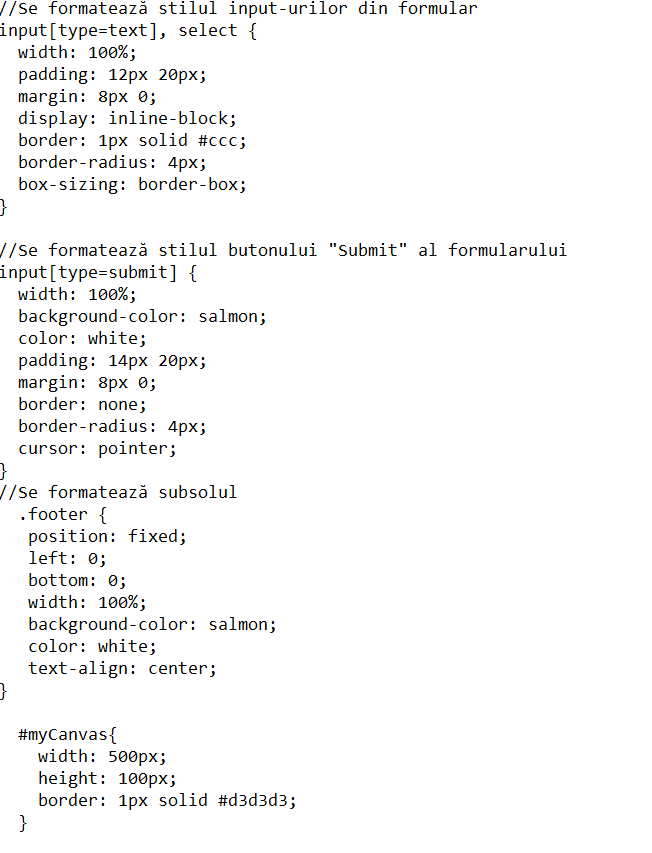 //Se formatează stilul input-urilor din formular
input[type=text], select {
  width: 100%;
  padding: 12px 20px;
  margin: 8px 0;
  display: inline-block;
  border: 1px solid #ccc;
  border-radius: 4px;
  box-sizing: border-box;
}

//Se formatează stilul butonului "Submit" al formularului
input[type=submit] {
  width: 100%;
  background-color: salmon;
  color: white;
  padding: 14px 20px;
  margin: 8px 0;
  border: none;
  border-radius: 4px;
  cursor: pointer;
}
//Se formatează subsolul
  .footer {
   position: fixed;
   left: 0;
   bottom: 0;
   width: 100%;
   background-color: salmon;
   color: white;
   text-align: center;
}

  #myCanvas{
    width: 500px;
    height: 100px;
    border: 1px solid #d3d3d3;
  }